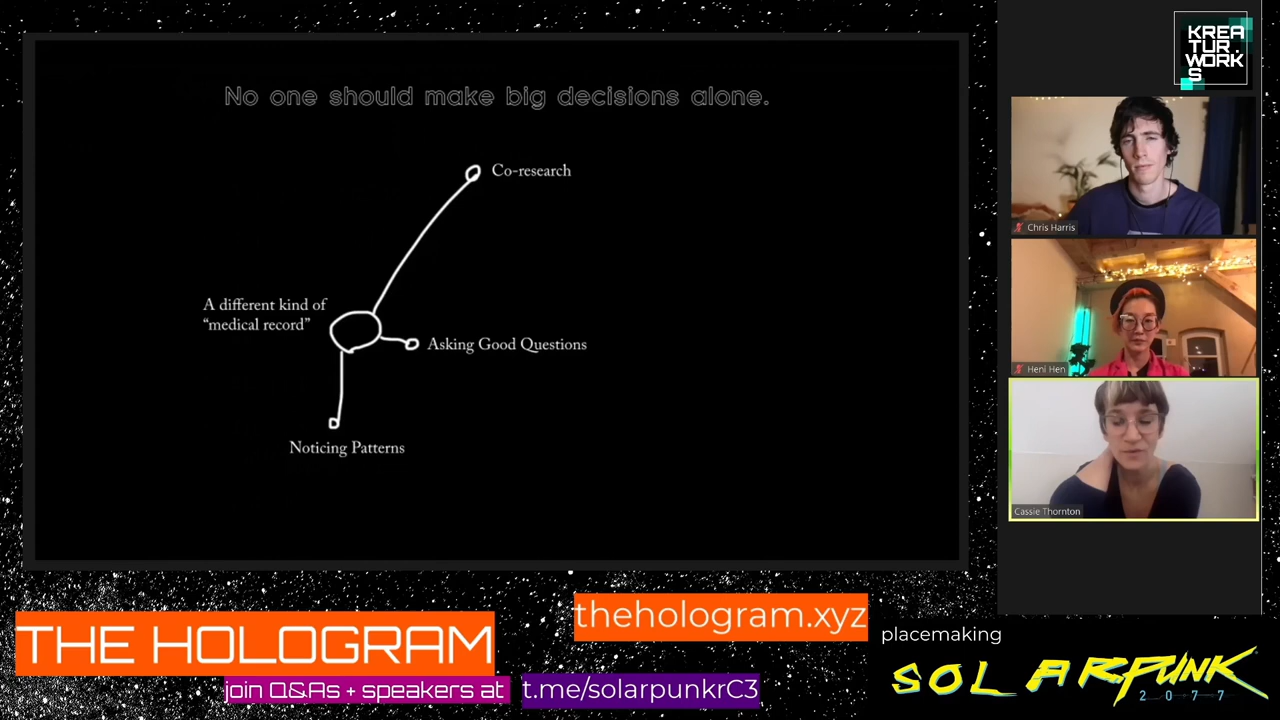 No one should make big decisions alone.
Co-research
A different kind of
“medical record”
Asking Good Questions
Noticing Patterns
KREA
TUR.
WORK
S
Chris Harris
Heni Hen
Cassie Thornton
THE HOLOGRAM
thehologram.xyz
join Q&As + speakers at
t.me/solarpunkrC3
placemaking
SOLARPUNK
2077